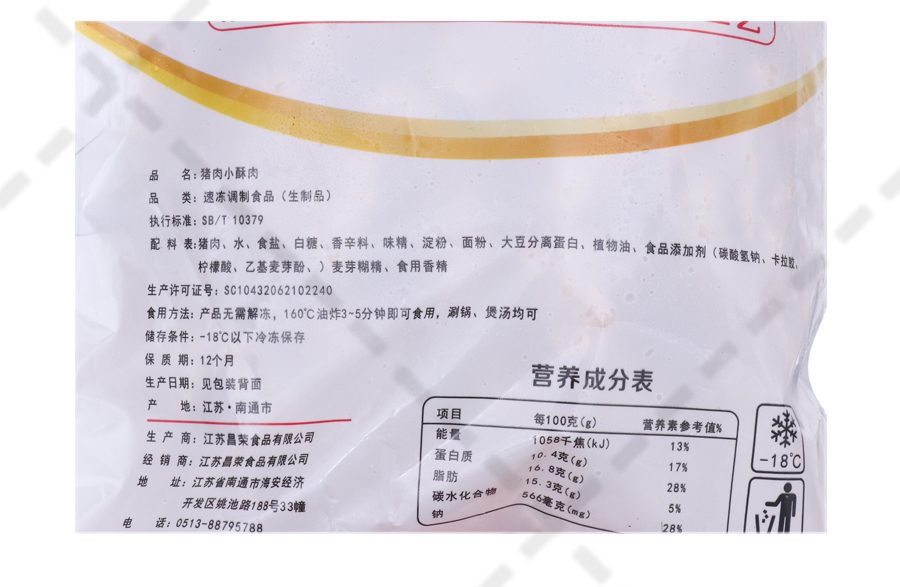 品 名：猪肉小酥肉
品 类：速冻调制食品（生制品）
执行标准：SB/T 10379
配 料 表：猪肉、水、食盐、白糖、香辛料、味精、淀粉、面粉、大豆分离蛋白、植物油、食品添加剂（碳酸氢钠、卡拉胶、
柠檬酸、乙基麦芽酚、）麦芽糊精、食用香精
生产许可证号：SC10432062102240
食用方法：产品无需解冻，160℃油炸3~5分钟即可食用，涮锅、煲汤均可
储存条件：-18℃以下冷冻保存
保 质 期：12个月
生产日期：见包装背面
产 地：江苏·南通市
生 产 商：江苏昌荣食品有限公司
经 销 商：江苏昌荣食品有限公司
地 址：江苏省南通市海安经济
开发区姚池路188号33幢
电 话：0513-88795788
营养成分表
项目 每100克(g) 营养素参考值%
能量 1058千焦(kJ) 13%
蛋白质 10.4克(g) 17%
脂肪 16.8克(g) 28%
碳水化合物 15.3克(g) 5%
钠 566毫克(mg) 28%
-18℃